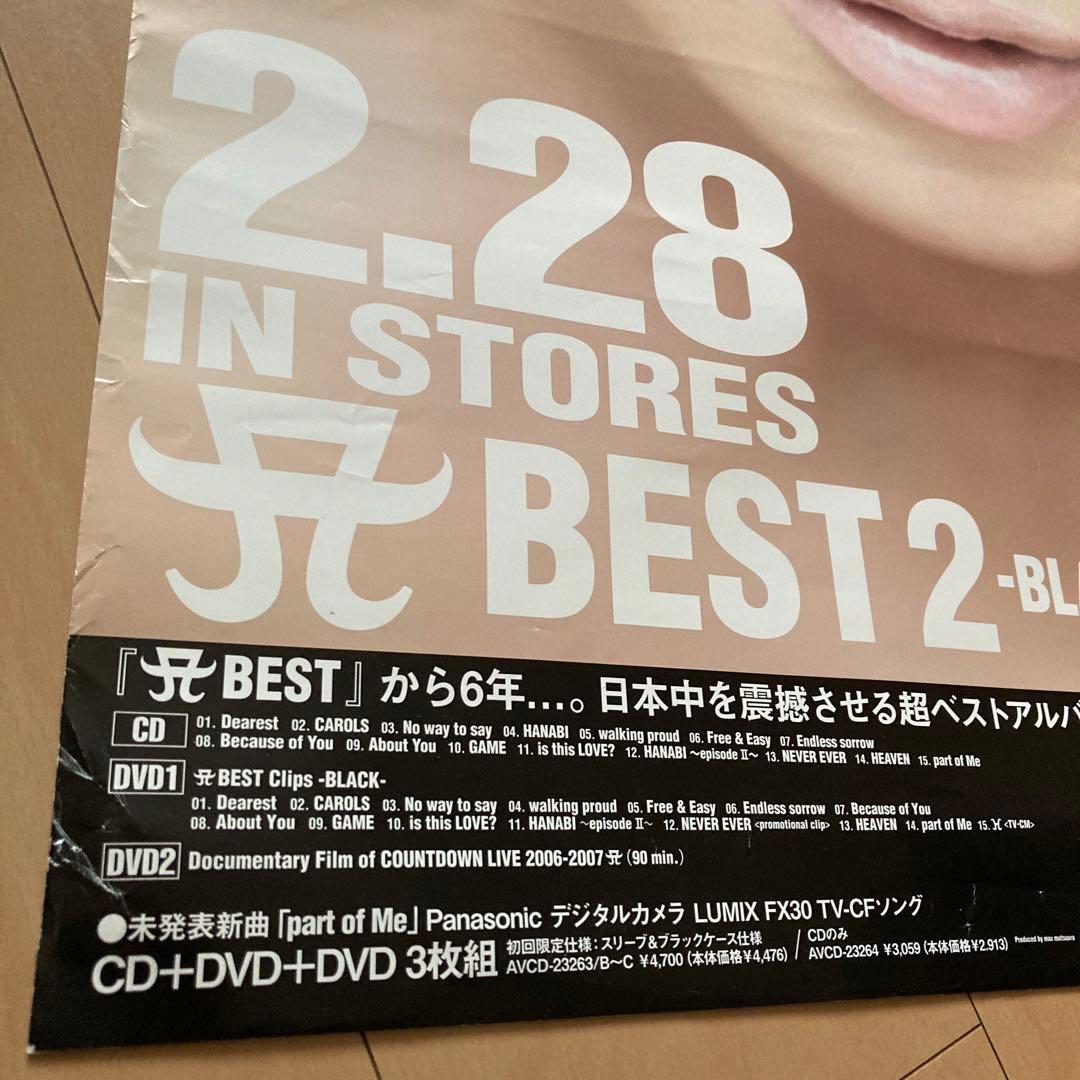 2.28
IN STORES
A BEST 2 -BLA
『A BEST』から6年...。日本中を震撼させる超ベストアルバ
CD 01. Dearest 02. CAROLS 03. No way to say 04. HANABI 05. walking proud 06. Free & Easy 07. Endless sorrow
08. Because of You 09. About You 10. GAME 11. is this LOVE? 12. HANABI ～episode Ⅱ～ 13. NEVER EVER 14. HEAVEN 15. part of Me
DVD1 A BEST Clips -BLACK-
01. Dearest 02. CAROLS 03. No way to say 04. walking proud 05. Free & Easy 06. Endless sorrow 07. Because of You
08. About You 09. GAME 10. is this LOVE? 11. HANABI ～episode Ⅱ～ 12. NEVER EVER <promotional clip> 13. HEAVEN 14. part of Me 15. A <TV-CM>
DVD2 Documentary Film of COUNTDOWN LIVE 2006-2007 A (90 min.)
●未発表新曲「part of Me」Panasonic デジタルカメラ LUMIX FX30 TV-CFソング
CD+DVD+DVD 3枚組 初回限定仕様：スリーブ&ブラックケース仕様 / CDのみ
AVCD-23263/B～C ¥4,700（本体価格¥4,476） / AVCD-23264 ¥3,059（本体価格¥2,913） Produced by max matsuura